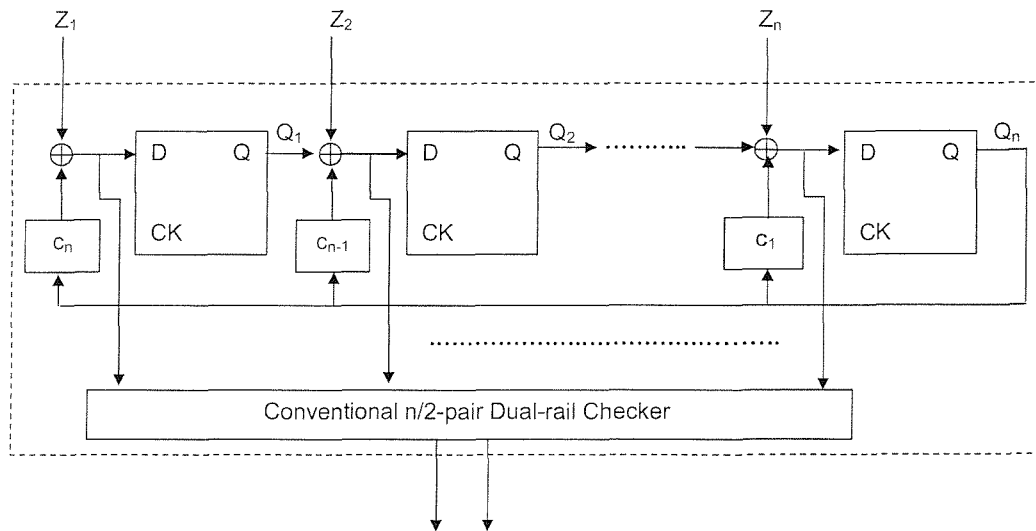 Z1 Z2 Zn
Q1 Q2 Qn
D Q D Q D Q
CK CK CK
cn cn-1 c1
Conventional n/2-pair Dual-rail Checker